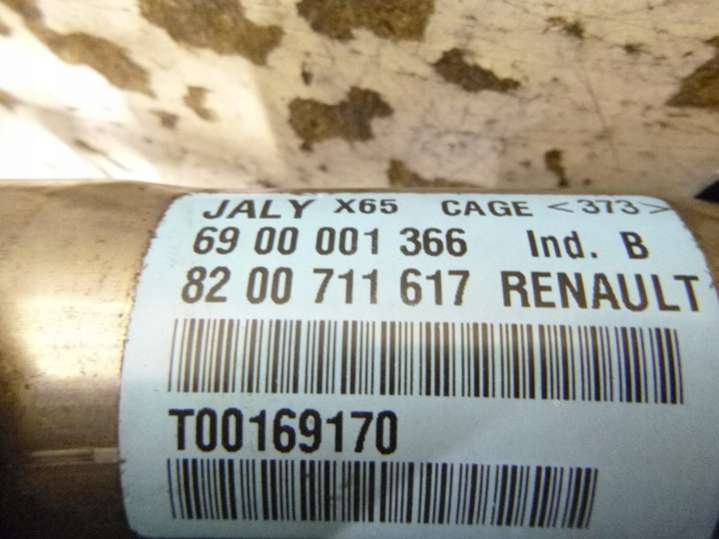 JALY X65 CAGE <373>
69 00 001 366 Ind. B
82 00 711 617 RENAULT
T00169170